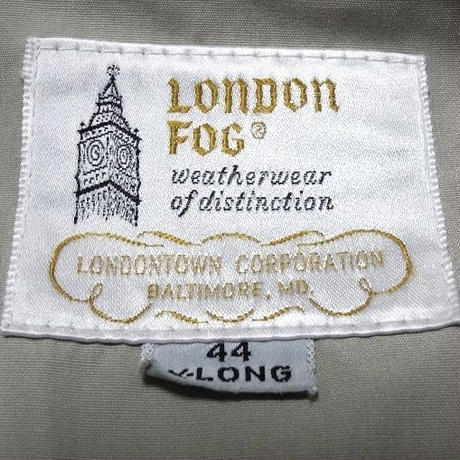 LONDON
FOG®
weatherwear
of distinction
LONDONTOWN CORPORATION
BALTIMORE, MD.
44
X-LONG